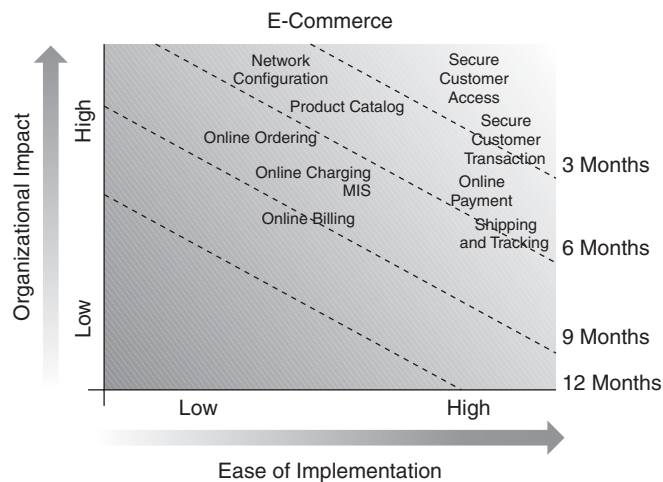 E-Commerce
Network
Configuration
Secure
Customer
Access
Product Catalog
Secure
Customer
Transaction
Online Ordering
3 Months
Online Charging
MIS
Online
Payment
Online Billing
Shipping
and Tracking
6 Months
9 Months
12 Months
Organizational Impact
High
Low
Low
High
Ease of Implementation